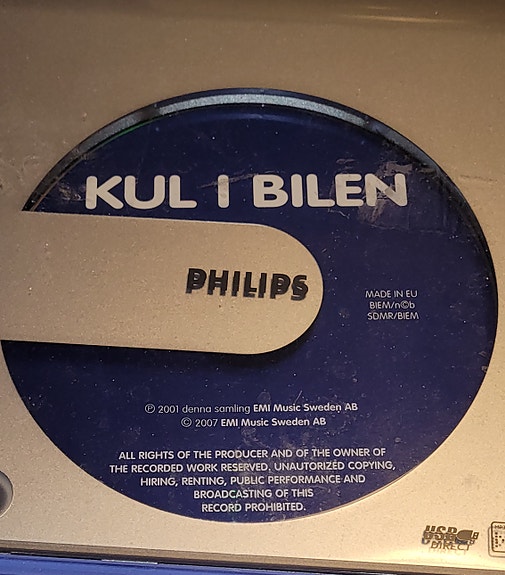 KUL I BILEN
PHILIPS
MADE IN EU
BIEM/n©b
SDMR/BIEM
℗ 2001 denna samling EMI Music Sweden AB
© 2007 EMI Music Sweden AB
ALL RIGHTS OF THE PRODUCER AND OF THE OWNER OF
THE RECORDED WORK RESERVED. UNAUTORIZED COPYING,
HIRING, RENTING, PUBLIC PERFORMANCE AND
BROADCASTING OF THIS
RECORD PROHIBITED.
USB
DIRECT